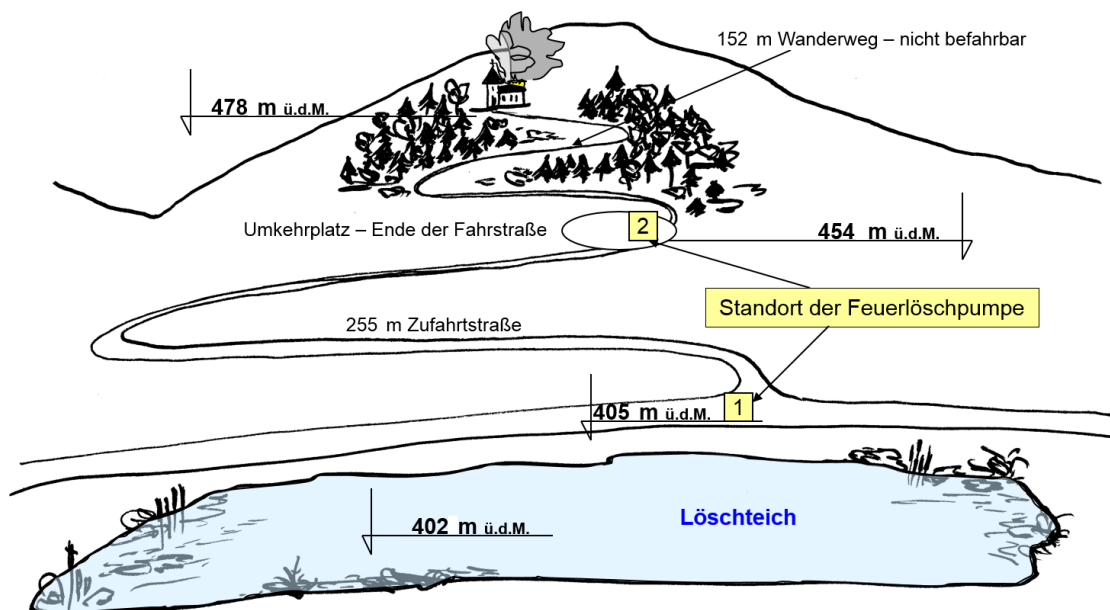 152 m Wanderweg – nicht befahrbar
478 m ü.d.M.
Umkehrplatz – Ende der Fahrstraße
2
454 m ü.d.M.
Standort der Feuerlöschpumpe
255 m Zufahrtstraße
405 m ü.d.M.
1
Löschteich
402 m ü.d.M.